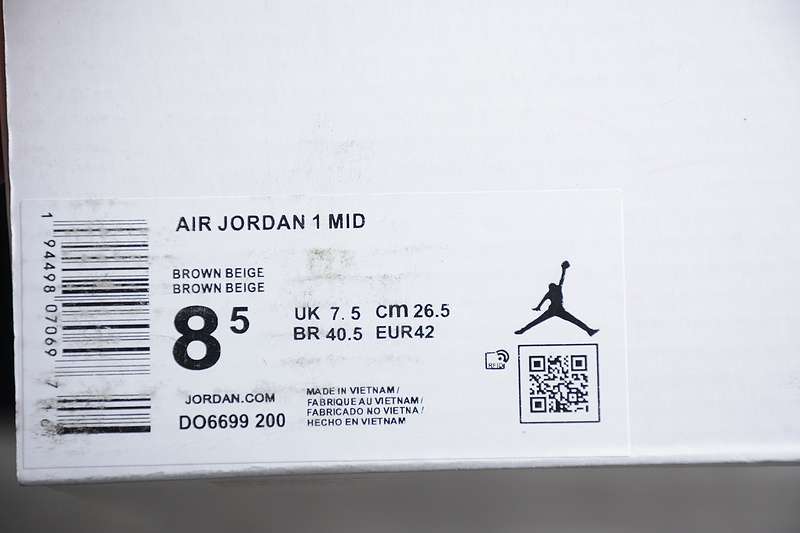 AIR JORDAN 1 MID
BROWN BEIGE
BROWN BEIGE
8 5
UK 7.5 cm 26.5
BR 40.5 EUR42
JORDAN.COM
DO6699 200
MADE IN VIETNAM /
FABRIQUE AU VIETNAM /
FABRICADO NO VIETNA /
HECHO EN VIETNAM
RFID
1 94498 07069 7